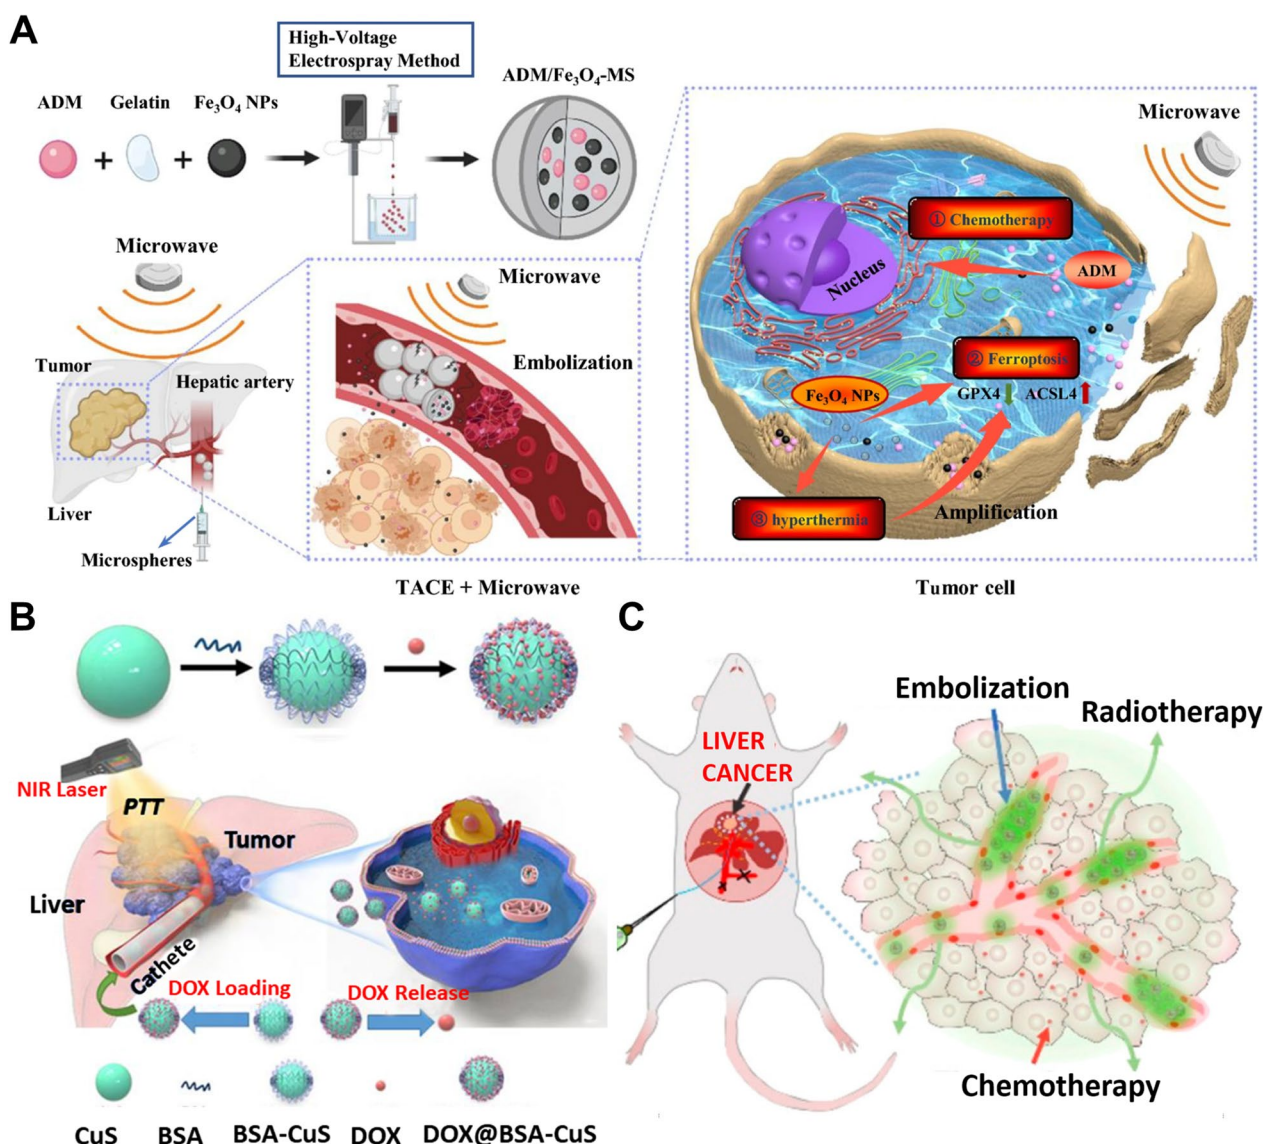 A
High-Voltage
Electrospray Method
ADM/Fe₃O₄-MS
ADM
Gelatin
Fe₃O₄ NPs
+
+
Microwave
Tumor
Hepatic artery
Liver
Microspheres
Microwave
Embolization
TACE + Microwave
Microwave
① Chemotherapy
Nucleus
ADM
② Ferroptosis
Fe₃O₄ NPs
GPX4
ACSL4
③ hyperthermia
Amplification
Tumor cell
B
NIR Laser
PTT
Tumor
Liver
Cathete
DOX Loading
DOX Release
CuS
BSA
BSA-CuS
DOX
DOX@BSA-CuS
C
LIVER
CANCER
Embolization
Radiotherapy
Chemotherapy